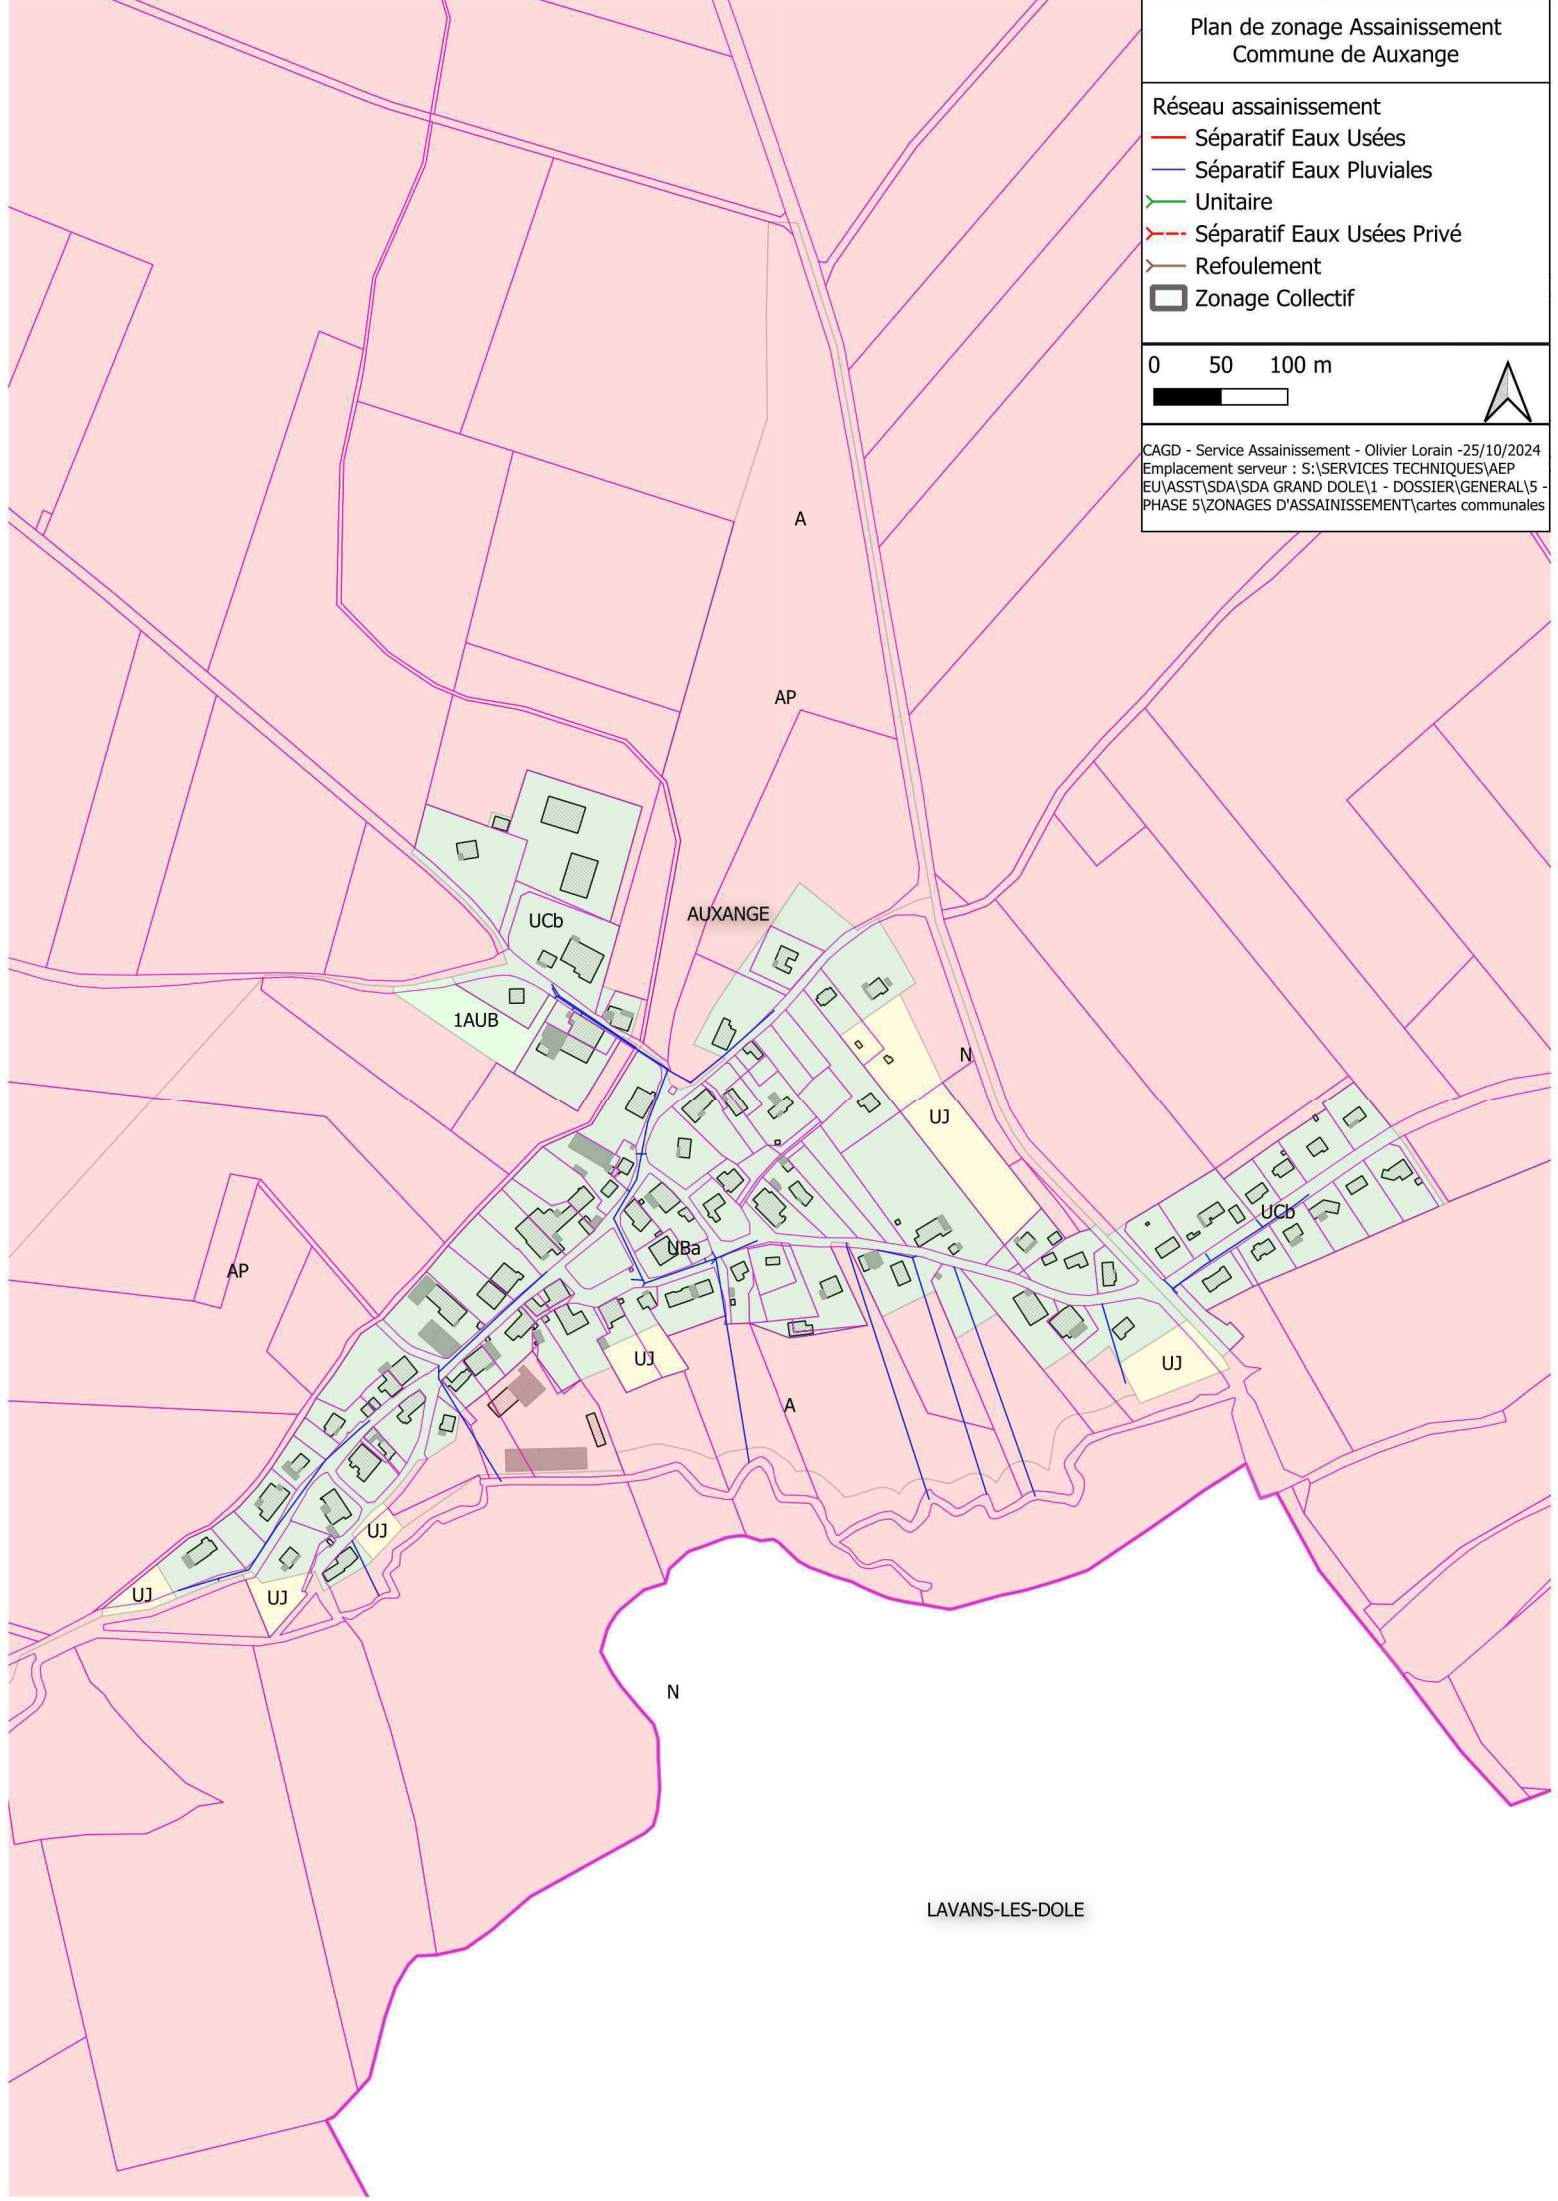 Plan de zonage Assainissement
Commune de Auxange
Réseau assainissement
Séparatif Eaux Usées
Séparatif Eaux Pluviales
Unitaire
Séparatif Eaux Usées Privé
Refoulement
Zonage Collectif
0 50 100 m
CAGD - Service Assainissement - Olivier Lorain -25/10/2024
Emplacement serveur : S:\SERVICES TECHNIQUES\AEP
EU\ASST\SDA\SDA GRAND DOLE\1 - DOSSIER\GENERAL\5 -
PHASE 5\ZONAGES D'ASSAINISSEMENT\cartes communales
A
AP
AUXANGE
UCb
1AUB
N
UJ
UCb
UBa
AP
UJ
UJ
A
UJ
UJ
UJ
N
LAVANS-LES-DOLE